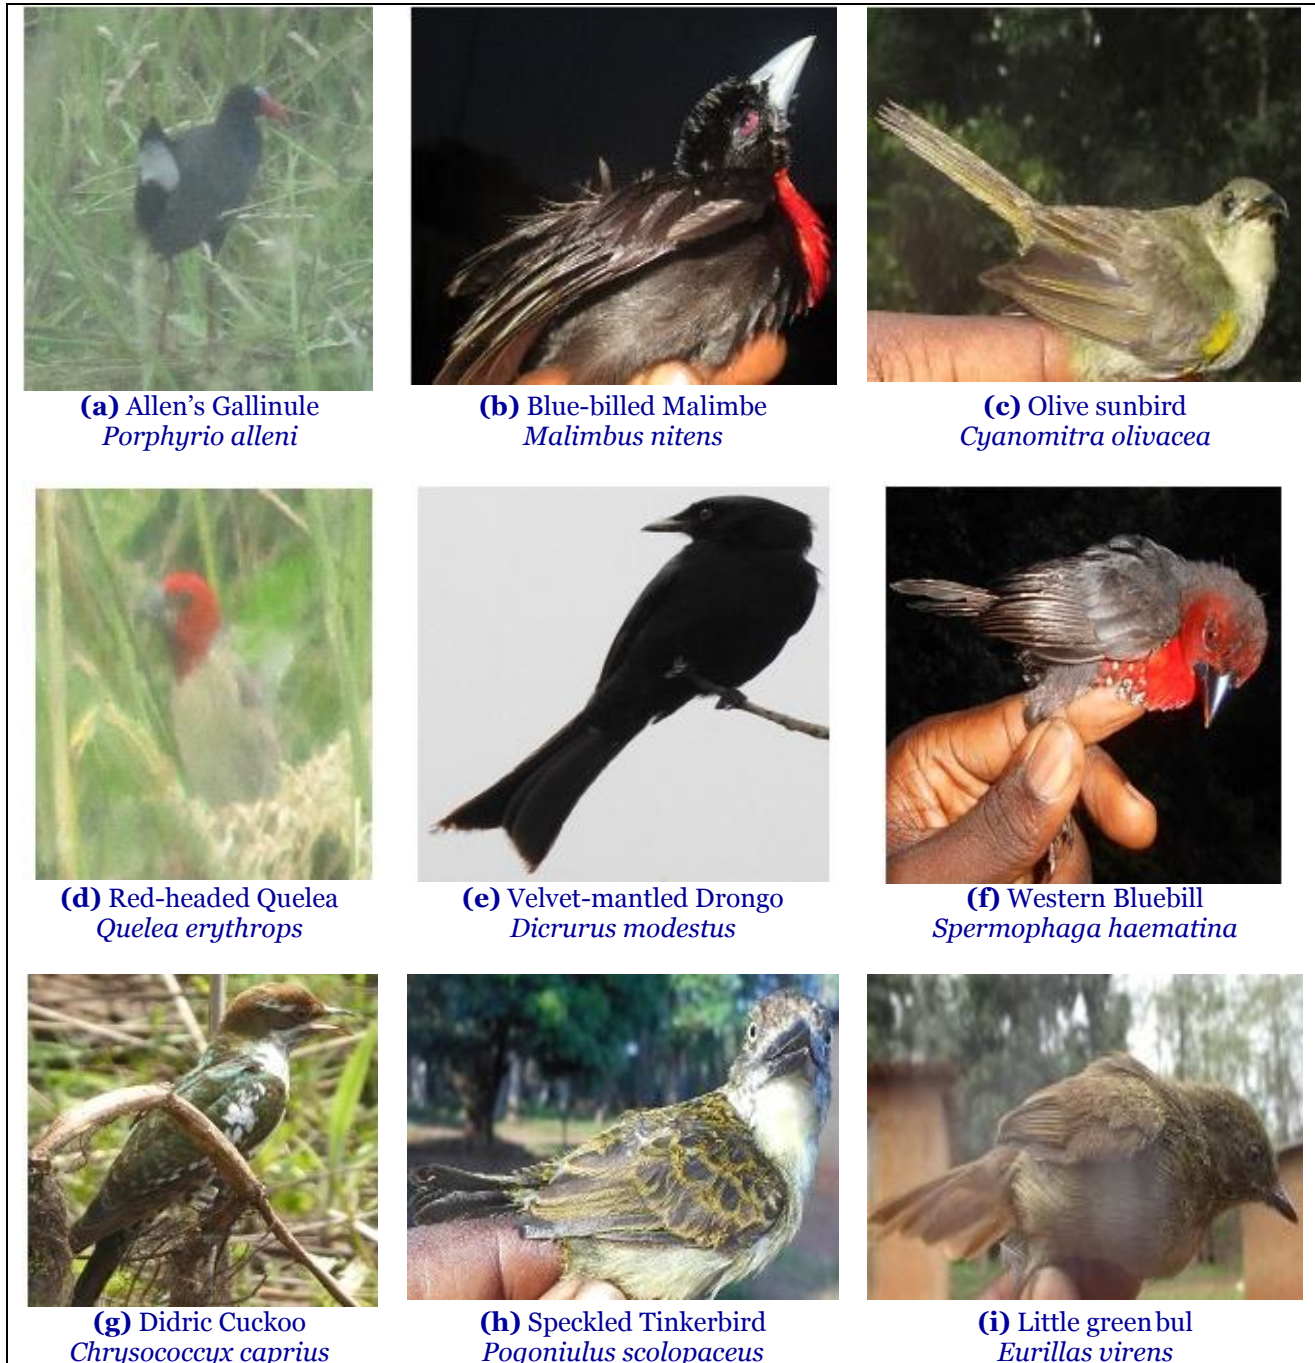 (a) Allen's Gallinule
Porphyrio alleni
(b) Blue-billed Malimbe
Malimbus nitens
(c) Olive sunbird
Cyanomitra olivacea
(d) Red-headed Quelea
Quelea erythrops
(e) Velvet-mantled Drongo
Dicrurus modestus
(f) Western Bluebill
Spermophaga haematina
(g) Didric Cuckoo
Chrysococcyx caprius
(h) Speckled Tinkerbird
Pogoniulus scolopaceus
(i) Little green bul
Eurillas virens